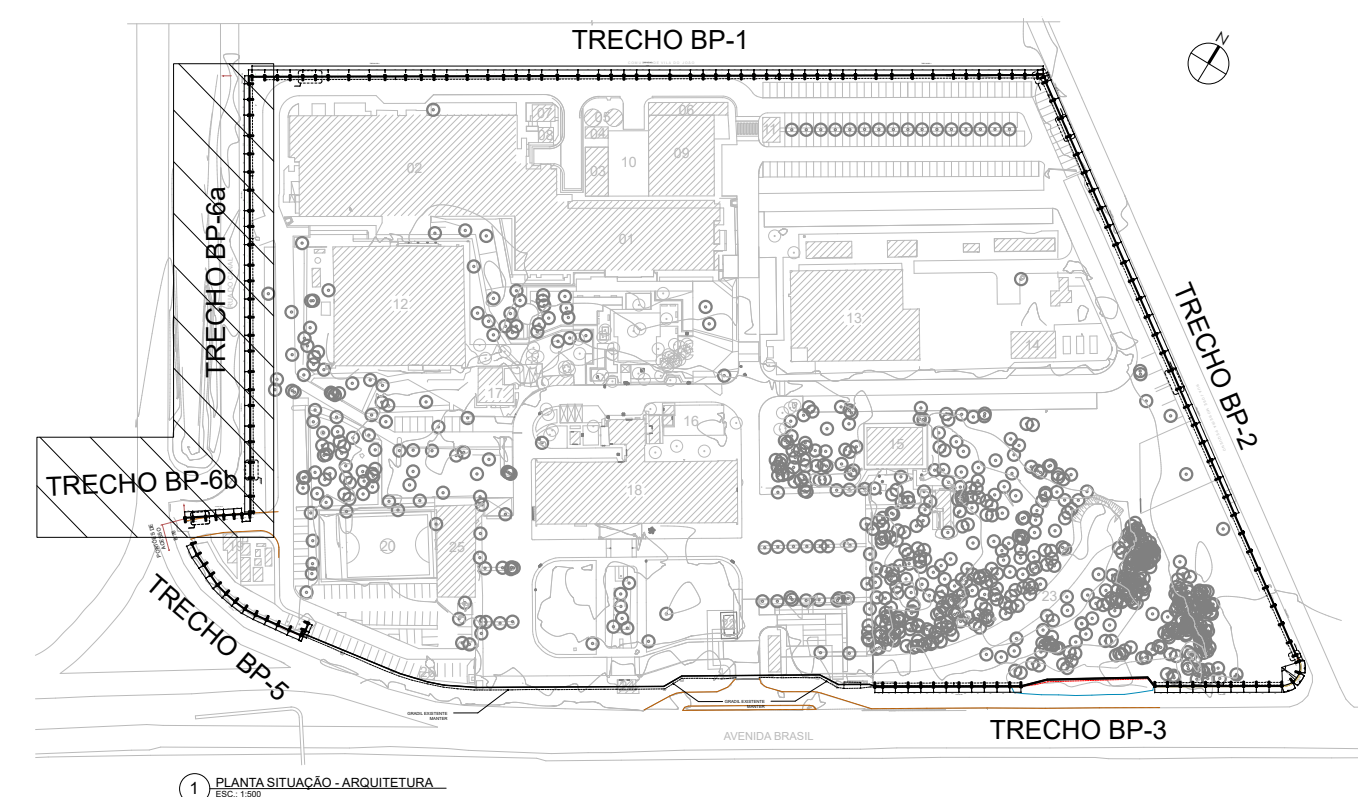 TRECHO BP-1
N
07
08
05
04
06
11
02
03
10
09
01
TRECHO BP-6a
12
13
14
TRECHO BP-2
17
16
15
18
TRECHO BP-6b
20
25
23
TRECHO BP-5
GRADIL EXISTENTE
MANTER
GRADIL EXISTENTE
MANTER
TRECHO BP-3
AVENIDA BRASIL
1
PLANTA SITUAÇÃO - ARQUITETURA
ESC.: 1:500